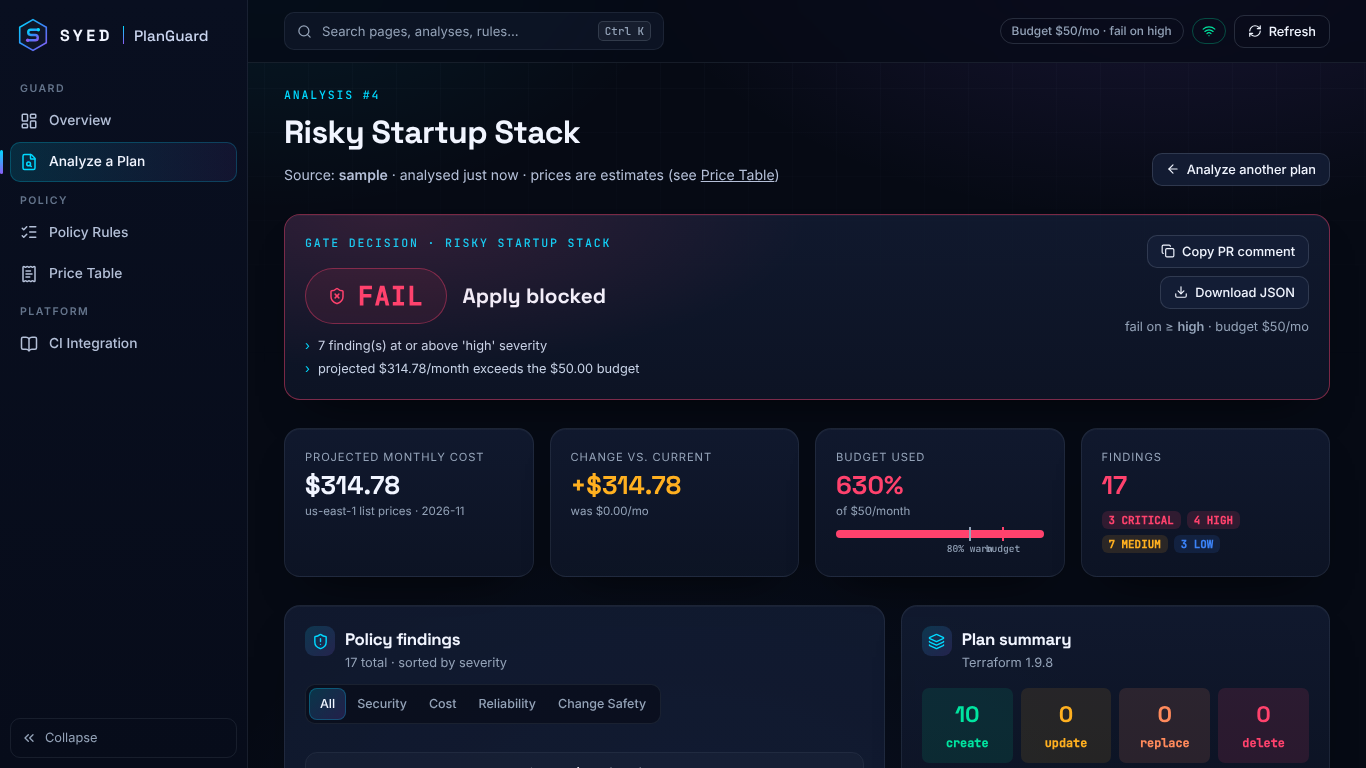 SYED | PlanGuard
Search pages, analyses, rules...
Ctrl K
Budget $50/mo · fail on high
Refresh
GUARD
Overview
Analyze a Plan
POLICY
Policy Rules
Price Table
PLATFORM
CI Integration
Collapse
ANALYSIS #4
Risky Startup Stack
Source: sample · analysed just now · prices are estimates (see Price Table)
Analyze another plan
GATE DECISION · RISKY STARTUP STACK
FAIL
Apply blocked
› 7 finding(s) at or above 'high' severity
› projected $314.78/month exceeds the $50.00 budget
Copy PR comment
Download JSON
fail on ≥ high · budget $50/mo
PROJECTED MONTHLY COST
$314.78
us-east-1 list prices · 2026-11
CHANGE VS. CURRENT
+$314.78
was $0.00/mo
BUDGET USED
630%
of $50/month
80% warn
budget
FINDINGS
17
3 CRITICAL
4 HIGH
7 MEDIUM
3 LOW
Policy findings
17 total · sorted by severity
All
Security
Cost
Reliability
Change Safety
Plan summary
Terraform 1.9.8
10
create
0
update
0
replace
0
delete